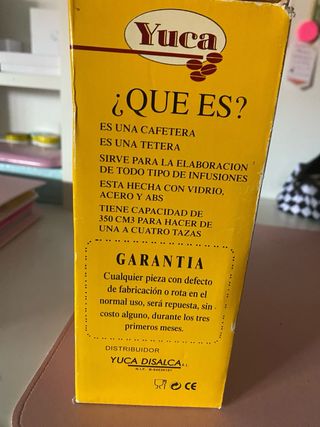 Yuca
¿QUE ES?
ES UNA CAFETERA
ES UNA TETERA
SIRVE PARA LA ELABORACION
DE TODO TIPO DE INFUSIONES
ESTA HECHA CON VIDRIO,
ACERO Y ABS
TIENE CAPACIDAD DE
350 CM3 PARA HACER DE
UNA A CUATRO TAZAS
GARANTIA
Cualquier pieza con defecto
de fabricación o rota en el
normal uso, será repuesta, sin
costo alguno, durante los tres
primeros meses.
DISTRIBUIDOR
YUCA DISALCA
CE